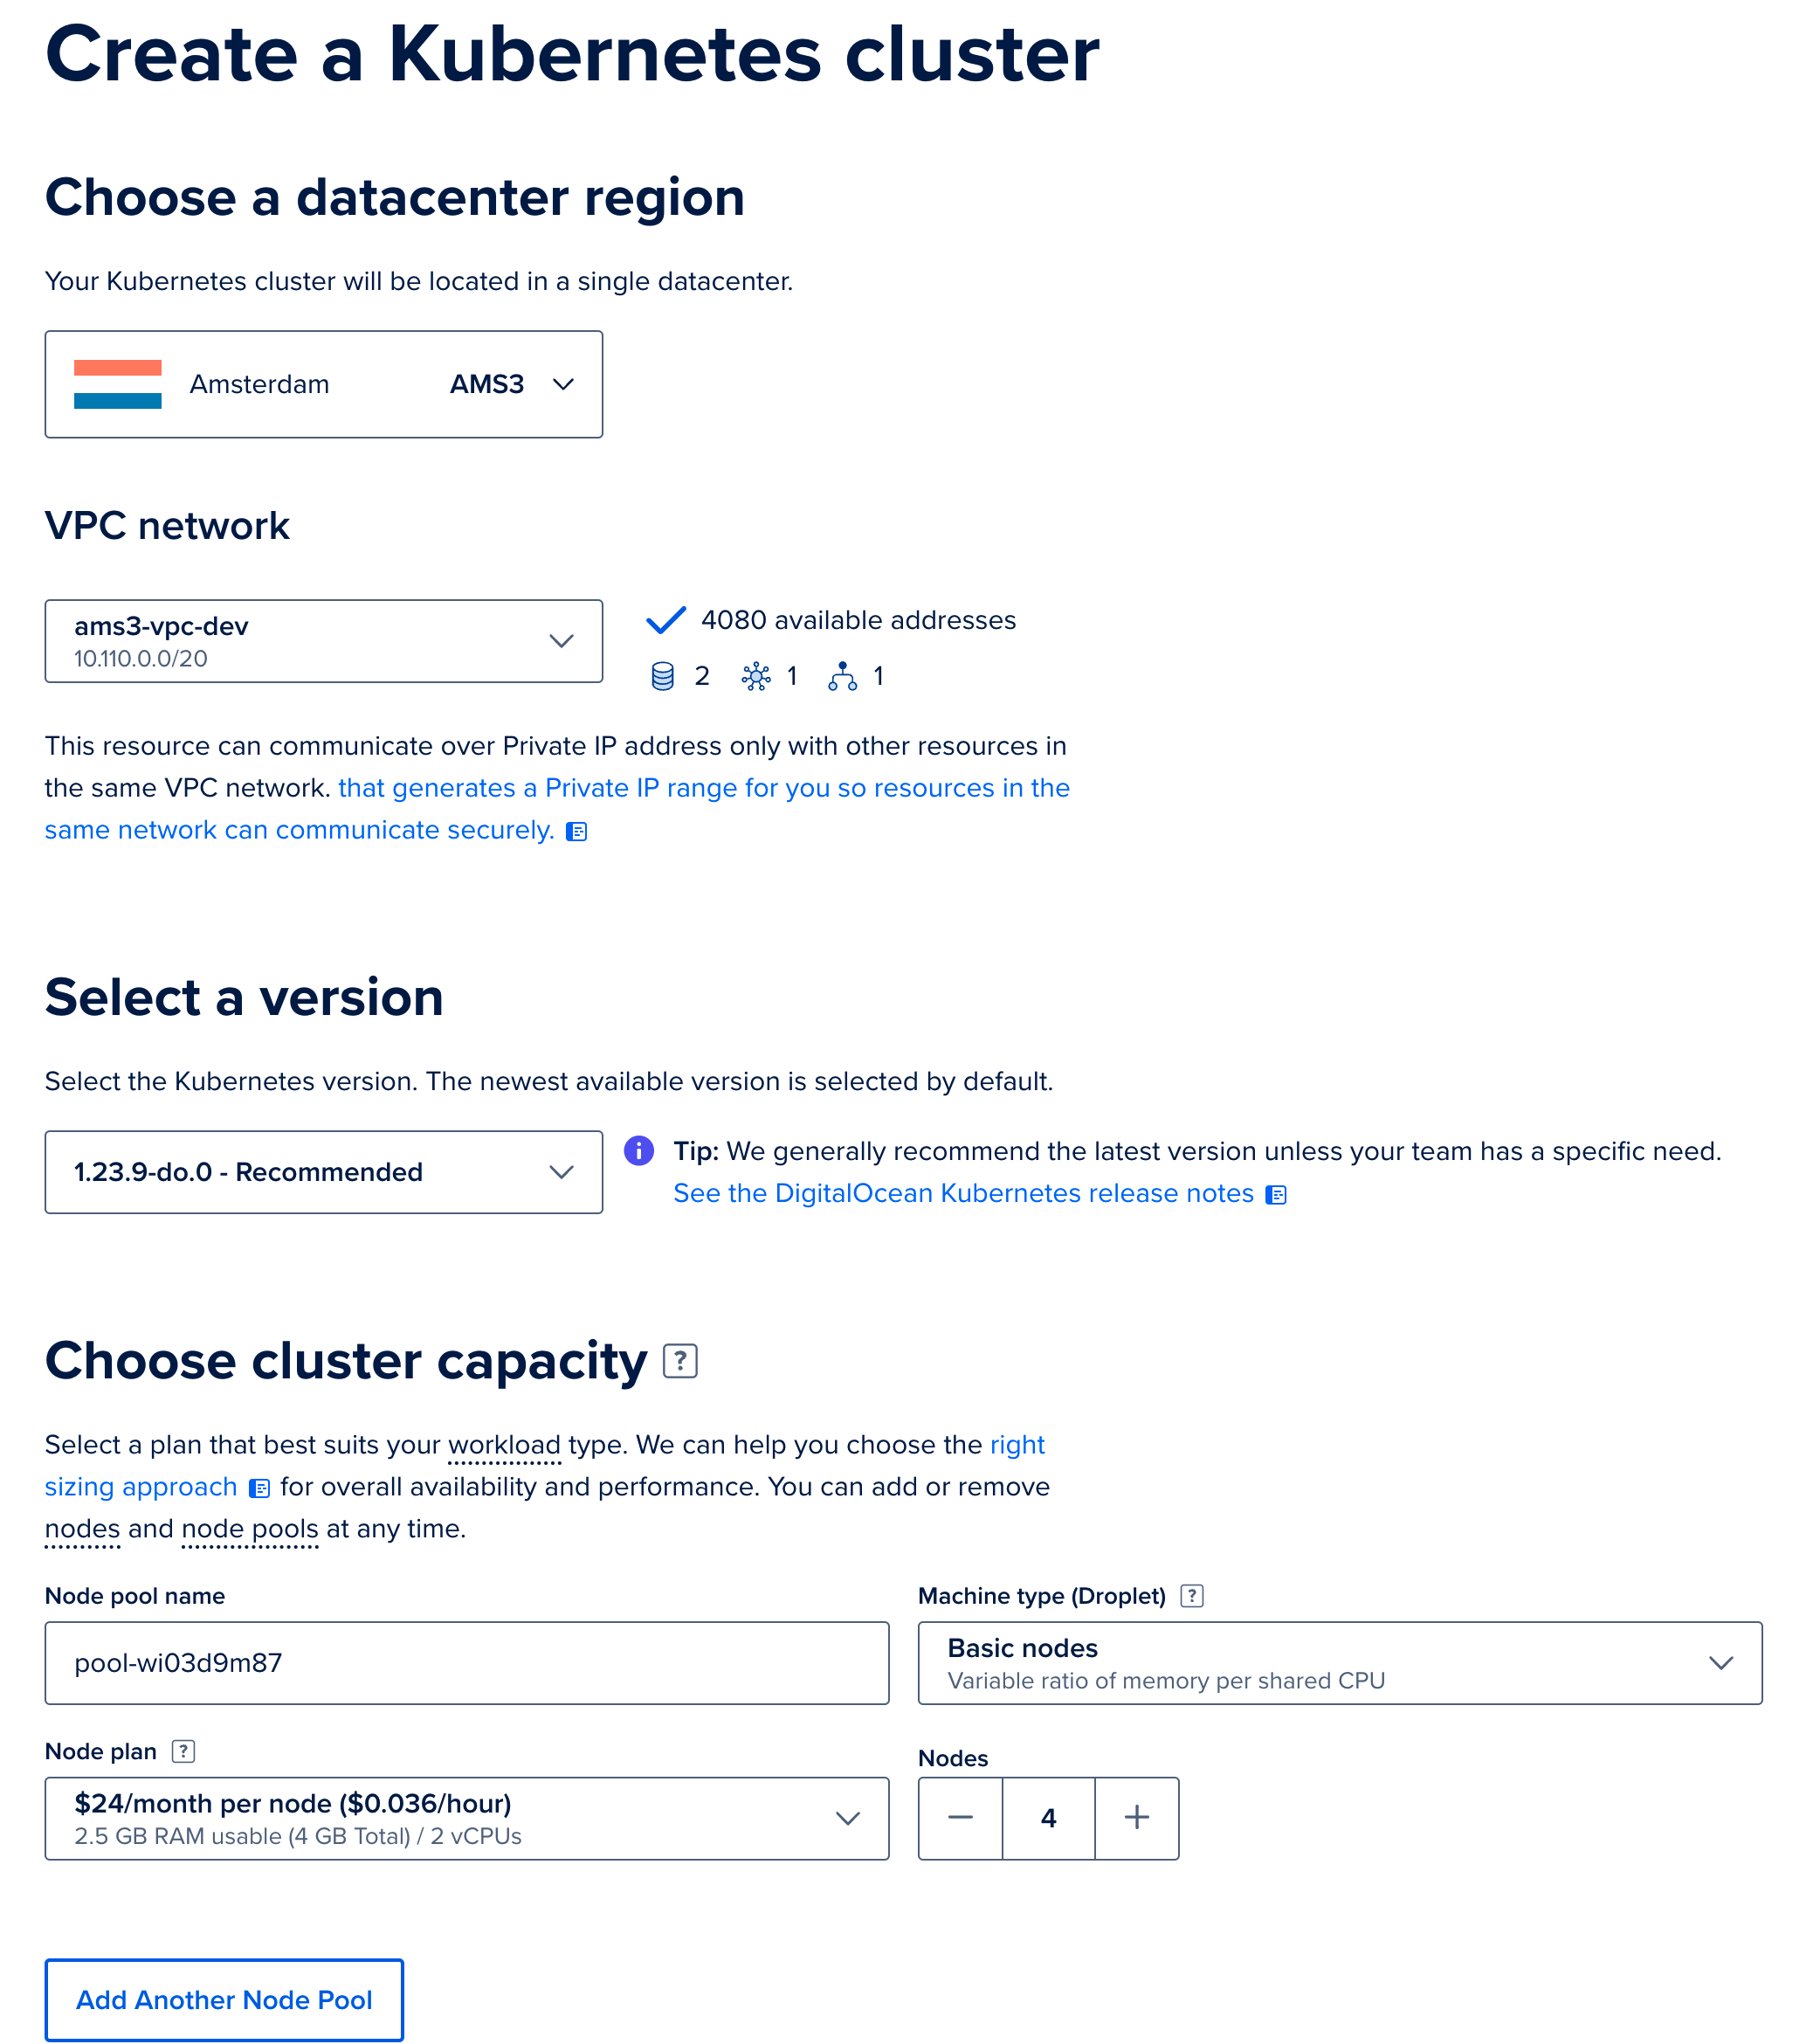 Create a Kubernetes cluster
Choose a datacenter region
Your Kubernetes cluster will be located in a single datacenter.
Amsterdam AMS3
VPC network
ams3-vpc-dev
10.110.0.0/20
4080 available addresses
2 1 1
This resource can communicate over Private IP address only with other resources in
the same VPC network. that generates a Private IP range for you so resources in the
same network can communicate securely.
Select a version
Select the Kubernetes version. The newest available version is selected by default.
1.23.9-do.0 - Recommended
Tip: We generally recommend the latest version unless your team has a specific need.
See the DigitalOcean Kubernetes release notes
Choose cluster capacity ?
Select a plan that best suits your workload type. We can help you choose the right
sizing approach for overall availability and performance. You can add or remove
nodes and node pools at any time.
Node pool name
pool-wi03d9m87
Machine type (Droplet) ?
Basic nodes
Variable ratio of memory per shared CPU
Node plan ?
$24/month per node ($0.036/hour)
2.5 GB RAM usable (4 GB Total) / 2 vCPUs
Nodes
— 4 +
Add Another Node Pool